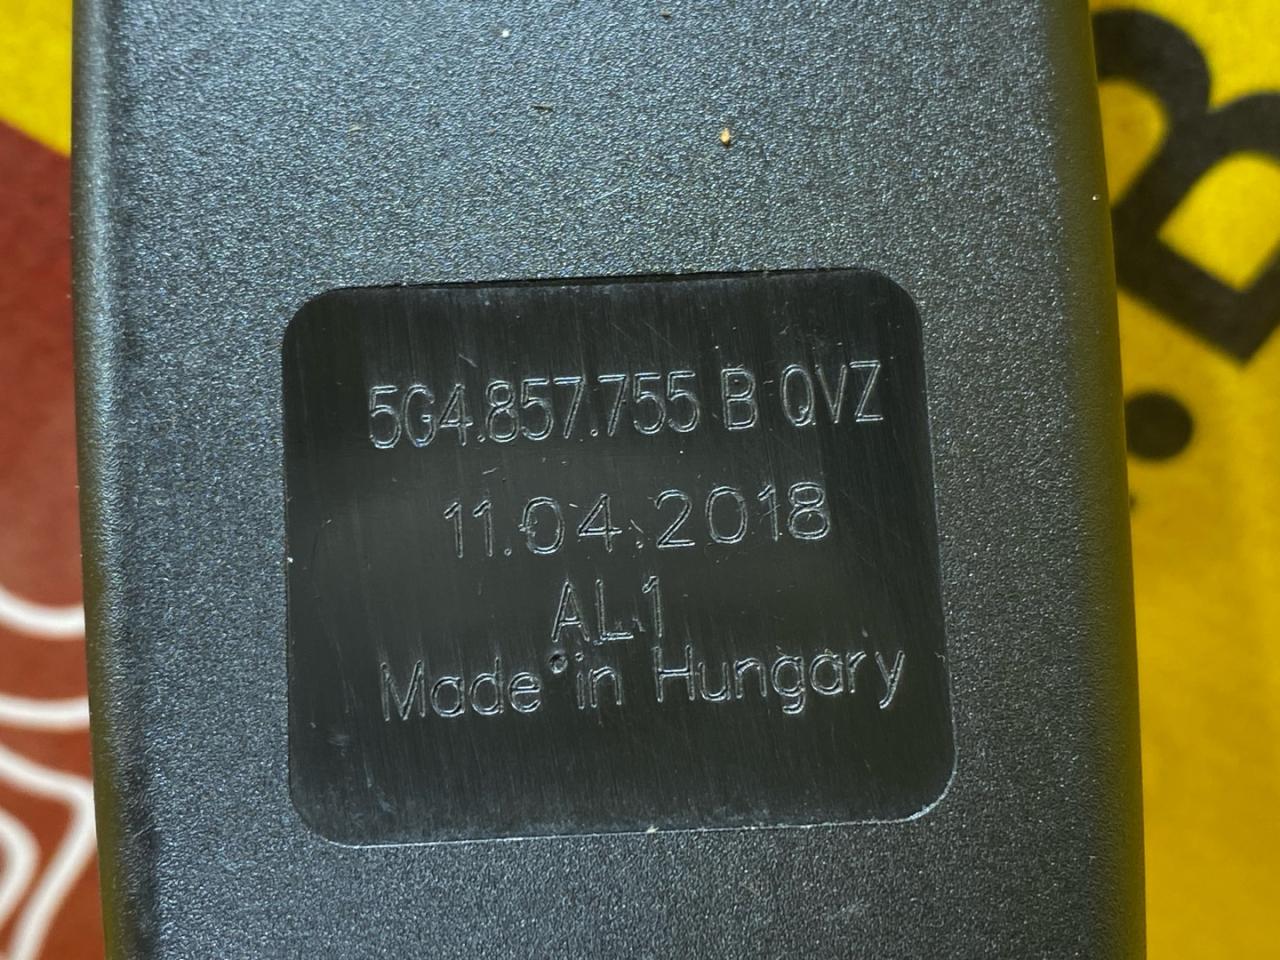 5G4.857.755 B QVZ
11.04.2018
AL1
Made in Hungary
B